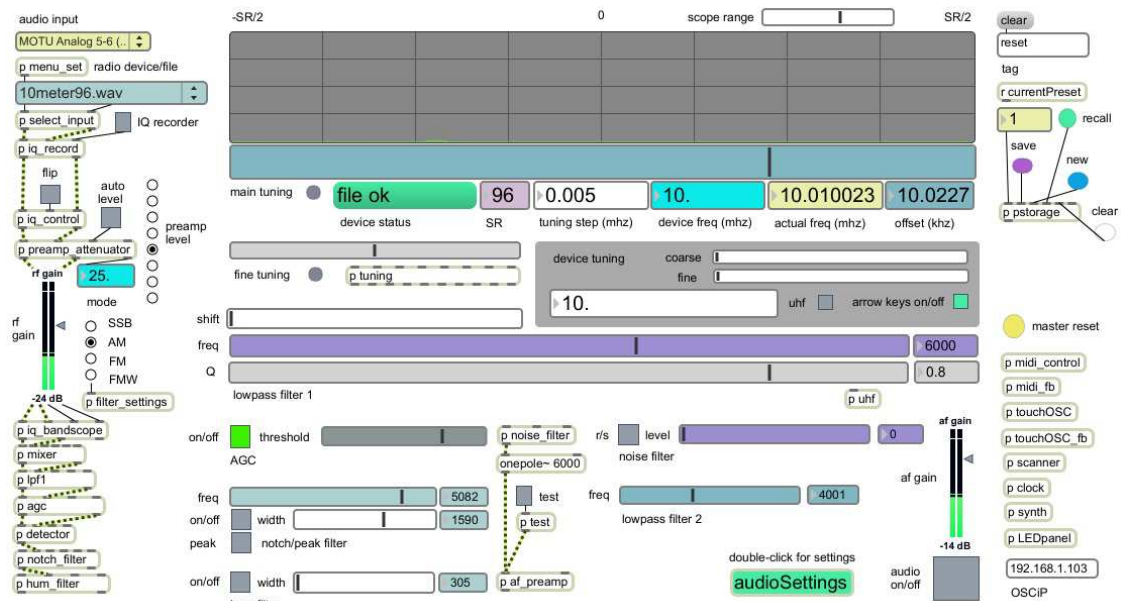 audio input
MOTU Analog 5-6 (..
p menu_set
radio device/file
10meter96.wav
p select_input
IQ recorder
p iq_record
flip
auto
level
p iq_control
preamp
level
p preamp_attenuator
rf gain
25.
mode
rf
gain
SSB
AM
FM
FMW
-24 dB
p filter_settings
p iq_bandscope
p mixer
p lpf1
p agc
p detector
p notch_filter
p hum_filter
-SR/2
0
scope range
SR/2
main tuning
file ok
96
0.005
10.
10.010023
10.0227
device status
SR
tuning step (mhz)
device freq (mhz)
actual freq (mhz)
offset (khz)
fine tuning
p tuning
device tuning
coarse
fine
10.
uhf
arrow keys on/off
shift
freq
6000
Q
0.8
lowpass filter 1
p uhf
on/off
threshold
AGC
p noise_filter
onepole~ 6000
r/s
level
0
noise filter
freq
5082
on/off
width
1590
peak
notch/peak filter
test
p test
freq
4001
lowpass filter 2
on/off
width
305
p af_preamp
double-click for settings
audioSettings
af gain
af gain
-14 dB
audio
on/off
clear
reset
tag
r currentPreset
1
recall
save
new
p pstorage
clear
master reset
p midi_control
p midi_fb
p touchOSC
p touchOSC_fb
p scanner
p clock
p synth
p LEDpanel
192.168.1.103
OSCiP